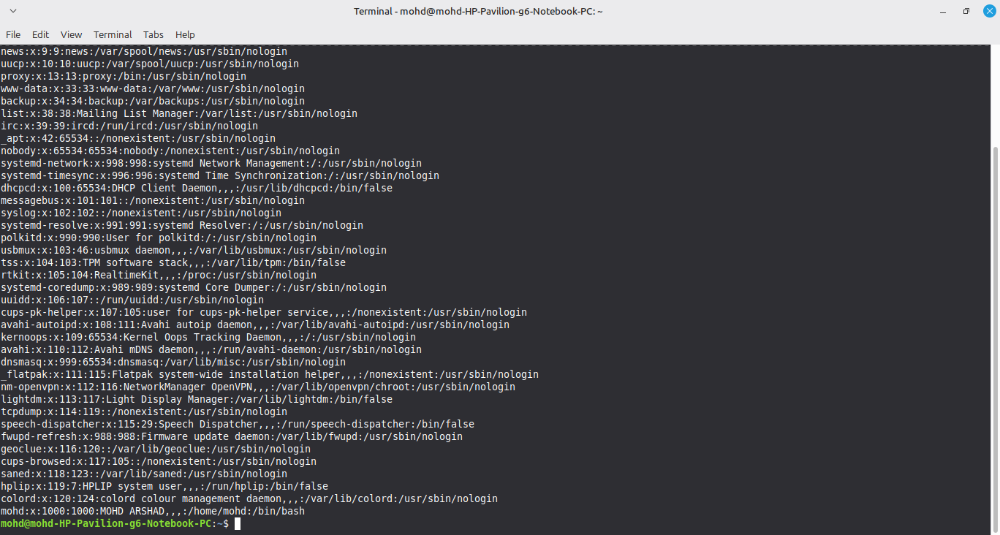 Terminal - mohd@mohd-HP-Pavilion-g6-Notebook-PC: ~
File Edit View Terminal Tabs Help
news:x:9:9:news:/var/spool/news:/usr/sbin/nologin
uucp:x:10:10:uucp:/var/spool/uucp:/usr/sbin/nologin
proxy:x:13:13:proxy:/bin:/usr/sbin/nologin
www-data:x:33:33:www-data:/var/www:/usr/sbin/nologin
backup:x:34:34:backup:/var/backups:/usr/sbin/nologin
list:x:38:38:Mailing List Manager:/var/list:/usr/sbin/nologin
irc:x:39:39:ircd:/run/ircd:/usr/sbin/nologin
_apt:x:42:65534::/nonexistent:/usr/sbin/nologin
nobody:x:65534:65534:nobody:/nonexistent:/usr/sbin/nologin
systemd-network:x:998:998:systemd Network Management:/:/usr/sbin/nologin
systemd-timesync:x:996:996:systemd Time Synchronization:/:/usr/sbin/nologin
dhcpcd:x:100:65534:DHCP Client Daemon,,,:/usr/lib/dhcpcd:/bin/false
messagebus:x:101:101::/nonexistent:/usr/sbin/nologin
syslog:x:102:102::/nonexistent:/usr/sbin/nologin
systemd-resolve:x:991:991:systemd Resolver:/:/usr/sbin/nologin
polkitd:x:990:990:User for polkitd:/:/usr/sbin/nologin
usbmux:x:103:46:usbmux daemon,,,:/var/lib/usbmux:/usr/sbin/nologin
tss:x:104:103:TPM software stack,,,:/var/lib/tpm:/bin/false
rtkit:x:105:104:RealtimeKit,,,:/proc:/usr/sbin/nologin
systemd-coredump:x:989:989:systemd Core Dumper:/:/usr/sbin/nologin
uuidd:x:106:107::/run/uuidd:/usr/sbin/nologin
cups-pk-helper:x:107:105:user for cups-pk-helper service,,,:/nonexistent:/usr/sbin/nologin
avahi-autoipd:x:108:111:Avahi autoip daemon,,,:/var/lib/avahi-autoipd:/usr/sbin/nologin
kernoops:x:109:65534:Kernel Oops Tracking Daemon,,,:/:/usr/sbin/nologin
avahi:x:110:112:Avahi mDNS daemon,,,:/run/avahi-daemon:/usr/sbin/nologin
dnsmasq:x:999:65534:dnsmasq:/var/lib/misc:/usr/sbin/nologin
_flatpak:x:111:115:Flatpak system-wide installation helper,,,:/nonexistent:/usr/sbin/nologin
nm-openvpn:x:112:116:NetworkManager OpenVPN,,,:/var/lib/openvpn/chroot:/usr/sbin/nologin
lightdm:x:113:117:Light Display Manager:/var/lib/lightdm:/bin/false
tcpdump:x:114:119::/nonexistent:/usr/sbin/nologin
speech-dispatcher:x:115:29:Speech Dispatcher,,,:/run/speech-dispatcher:/bin/false
fwupd-refresh:x:988:988:Firmware update daemon:/var/lib/fwupd:/usr/sbin/nologin
geoclue:x:116:120::/var/lib/geoclue:/usr/sbin/nologin
cups-browsed:x:117:105::/nonexistent:/usr/sbin/nologin
saned:x:118:123::/var/lib/saned:/usr/sbin/nologin
hplip:x:119:7:HPLIP system user,,,:/run/hplip:/bin/false
colord:x:120:124:colord colour management daemon,,,:/var/lib/colord:/usr/sbin/nologin
mohd:x:1000:1000:MOHD ARSHAD,,,:/home/mohd:/bin/bash
mohd@mohd-HP-Pavilion-g6-Notebook-PC:~$